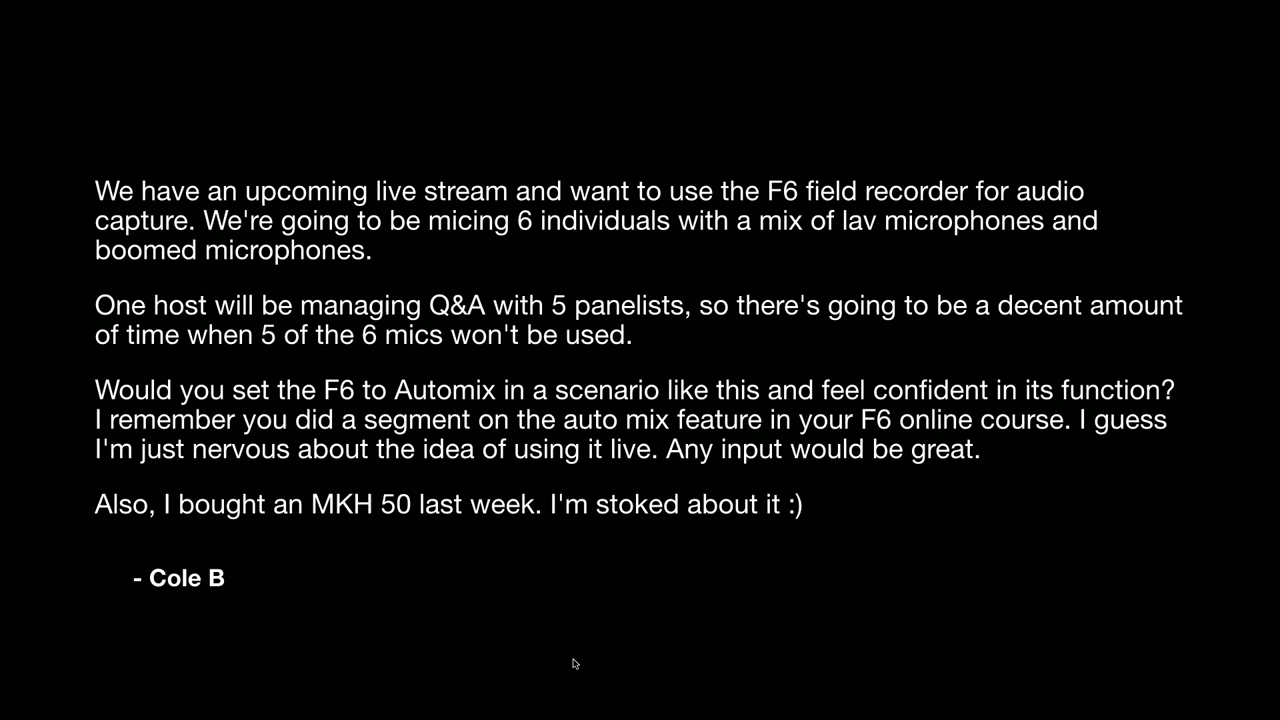 We have an upcoming live stream and want to use the F6 field recorder for audio
capture. We're going to be micing 6 individuals with a mix of lav microphones and
boomed microphones.
One host will be managing Q&A with 5 panelists, so there's going to be a decent amount
of time when 5 of the 6 mics won't be used.
Would you set the F6 to Automix in a scenario like this and feel confident in its function?
I remember you did a segment on the auto mix feature in your F6 online course. I guess
I'm just nervous about the idea of using it live. Any input would be great.
Also, I bought an MKH 50 last week. I'm stoked about it :)
- Cole B